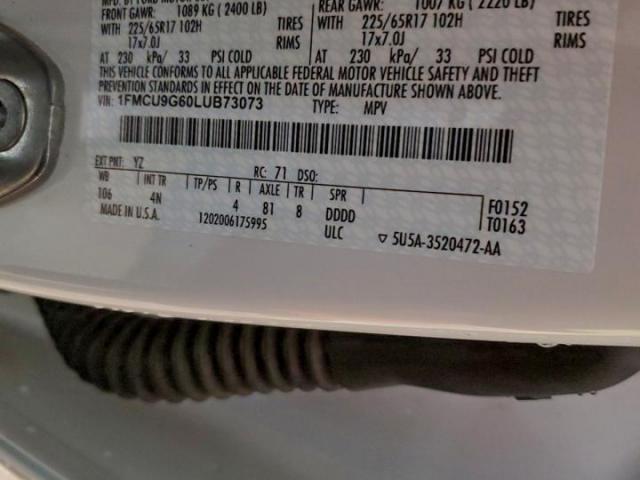 FRONT GAWR: 1089 KG ( 2400 LB) REAR GAWR: 1007 KG ( 2220 LB)
WITH 225/65R17 102H TIRES WITH 225/65R17 102H TIRES
17x7.0J RIMS 17x7.0J RIMS
AT 230 kPa/ 33 PSI COLD AT 230 kPa/ 33 PSI COLD
THIS VEHICLE CONFORMS TO ALL APPLICABLE FEDERAL MOTOR VEHICLE SAFETY AND THEFT
PREVENTION STANDARDS IN EFFECT ON THE DATE OF MANUFACTURE SHOWN ABOVE.
VIN: 1FMCU9G60LUB73073 TYPE: MPV
EXT PNT: YZ RC: 71 DSO:
WB INT TR TP/PS R AXLE TR SPR
106 4N 4 81 8 DDDD F0152
MADE IN U.S.A. 1202006175995 ULC T0163
▽ 5U5A-3520472-AA